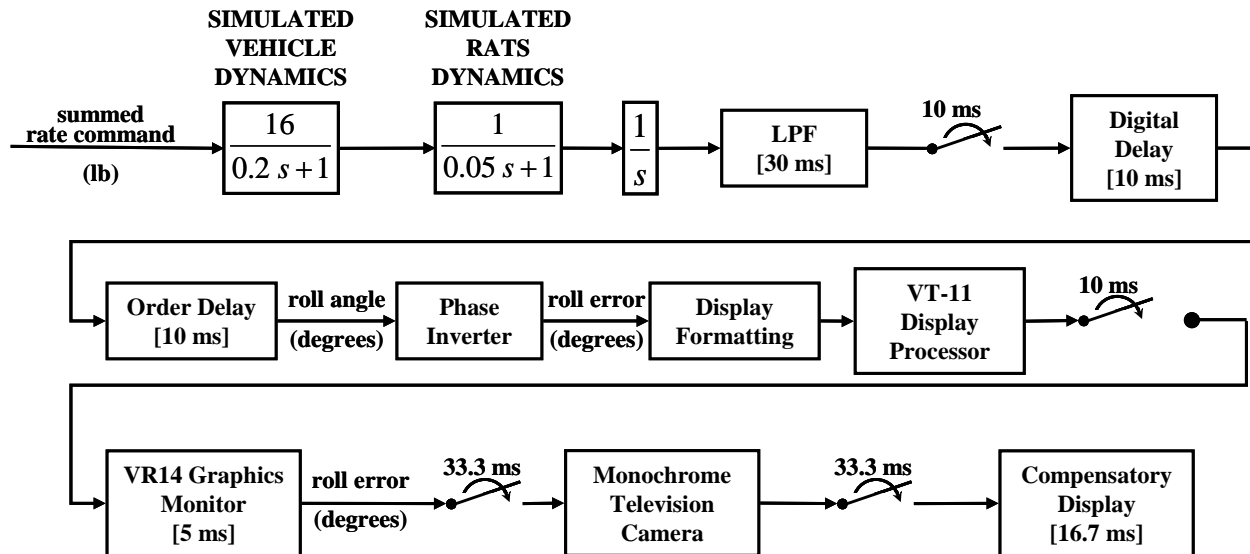 SIMULATED
VEHICLE
DYNAMICS
SIMULATED
RATS
DYNAMICS
summed
rate command
(lb)
16
0.2 s + 1
1
0.05 s + 1
1
s
LPF
[30 ms]
10 ms
Digital
Delay
[10 ms]
Order Delay
[10 ms]
roll angle
(degrees)
Phase
Inverter
roll error
(degrees)
Display
Formatting
VT-11
Display
Processor
10 ms
VR14 Graphics
Monitor
[5 ms]
roll error
(degrees)
33.3 ms
Monochrome
Television
Camera
33.3 ms
Compensatory
Display
[16.7 ms]